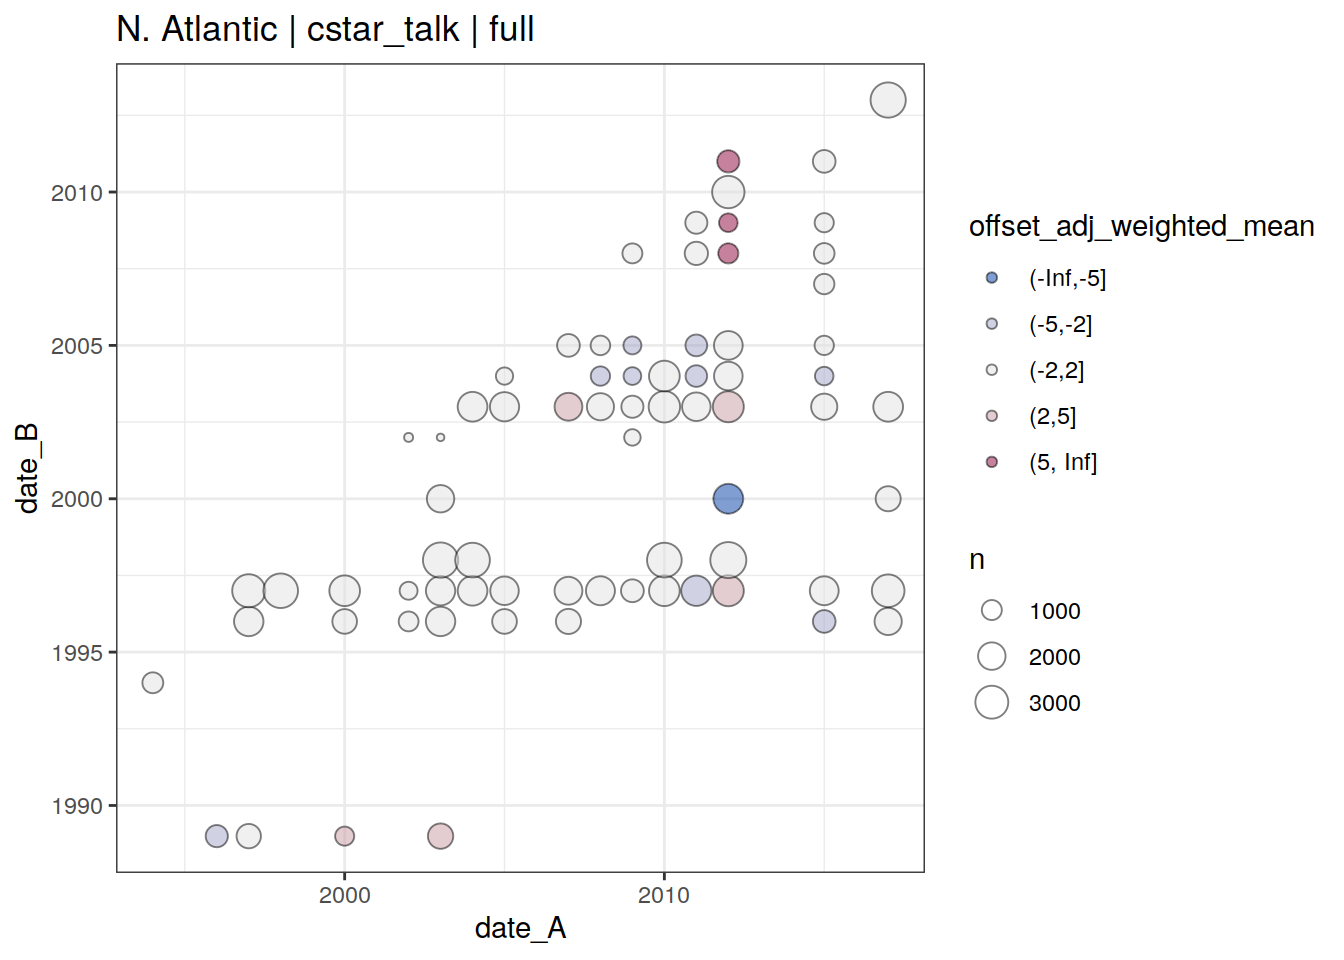 N. Atlantic | cstar_talk | full
date_B
2010
2005
2000
1995
1990
2000
2010
date_A
offset_adj_weighted_mean
(-Inf,-5]
(-5,-2]
(-2,2]
(2,5]
(5, Inf]
n
1000
2000
3000